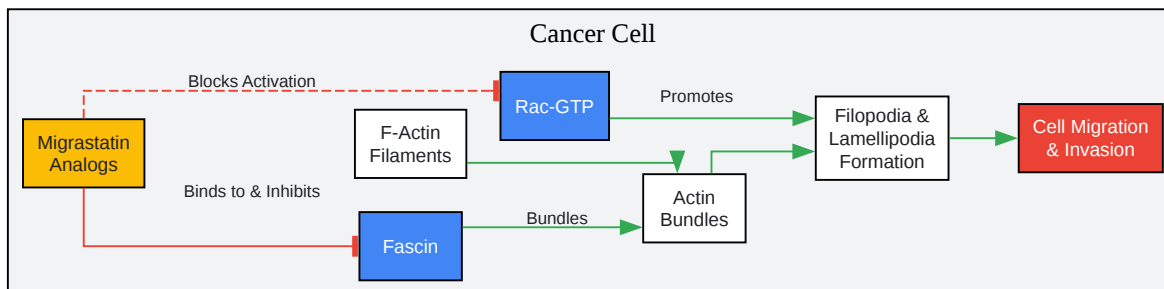 Cancer Cell
Blocks Activation
Rac-GTP
Promotes
F-Actin
Filaments
Filopodia &
Lamellipodia
Formation
Cell Migration
& Invasion
Migrastatin
Analogs
Binds to & Inhibits
Actin
Bundles
Bundles
Fascin